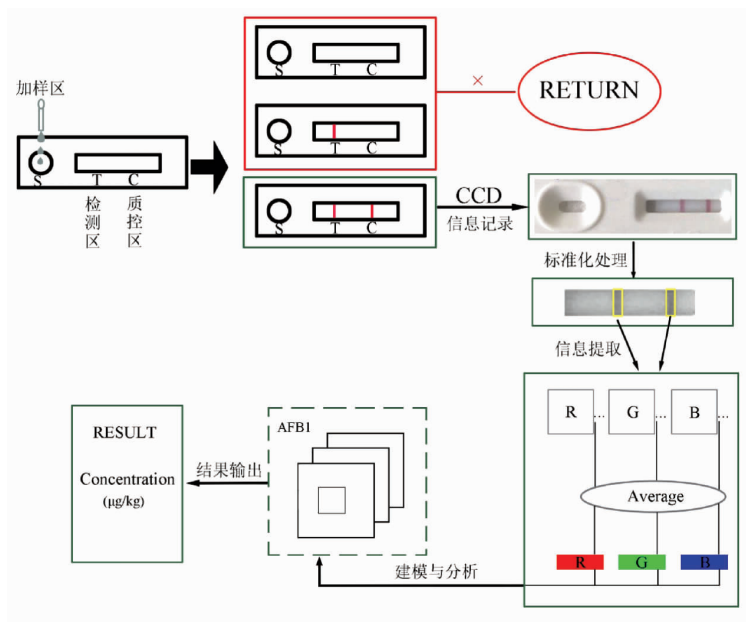 加样区
S
T
C
检测区
质控区
S
T
C
S
T
C
×
RETURN
S
T
C
CCD
信息记录
标准化处理
信息提取
R
...
G
...
B
...
Average
R
G
B
建模与分析
AFB1
结果输出
RESULT
Concentration
(μg/kg)